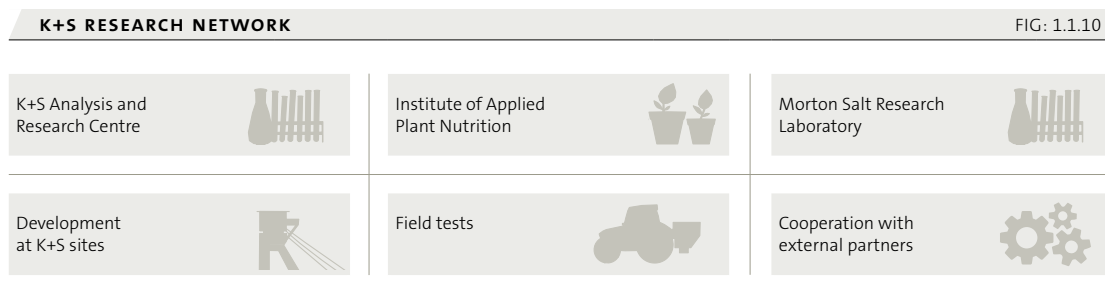 K+S RESEARCH NETWORK
FIG: 1.1.10
K+S Analysis and
Research Centre
Institute of Applied
Plant Nutrition
Morton Salt Research
Laboratory
Development
at K+S sites
Field tests
Cooperation with
external partners